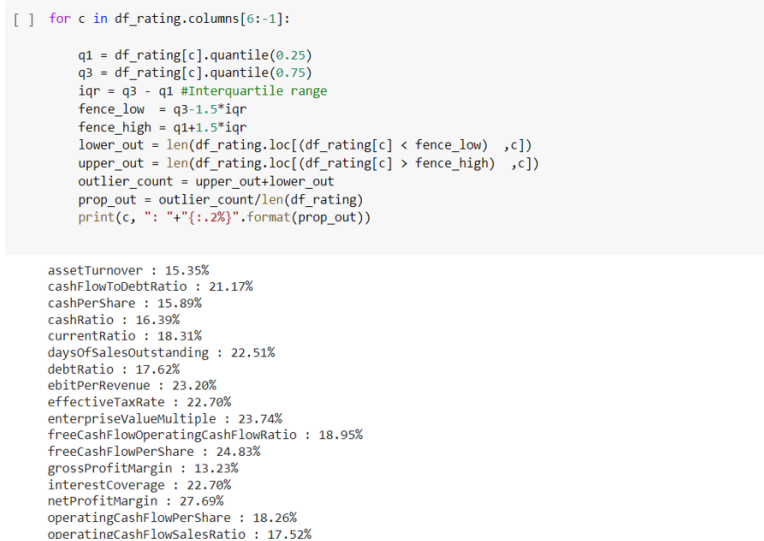 [ ] for c in df_rating.columns[6:-1]:
q1 = df_rating[c].quantile(0.25)
q3 = df_rating[c].quantile(0.75)
iqr = q3 - q1 #Interquartile range
fence_low  = q3-1.5*iqr
fence_high = q1+1.5*iqr
lower_out = len(df_rating.loc[(df_rating[c] < fence_low)  ,c])
upper_out = len(df_rating.loc[(df_rating[c] > fence_high)  ,c])
outlier_count = upper_out+lower_out
prop_out = outlier_count/len(df_rating)
print(c, ": "+"{:.2%}".format(prop_out))
assetTurnover : 15.35%
cashFlowToDebtRatio : 21.17%
cashPerShare : 15.89%
cashRatio : 16.39%
currentRatio : 18.31%
daysOfSalesOutstanding : 22.51%
debtRatio : 17.62%
ebitPerRevenue : 23.20%
effectiveTaxRate : 22.70%
enterpriseValueMultiple : 23.74%
freeCashFlowOperatingCashFlowRatio : 18.95%
freeCashFlowPerShare : 24.83%
grossProfitMargin : 13.23%
interestCoverage : 22.70%
netProfitMargin : 27.69%
operatingCashFlowPerShare : 18.26%
operatingCashFlowSalesRatio : 17.52%